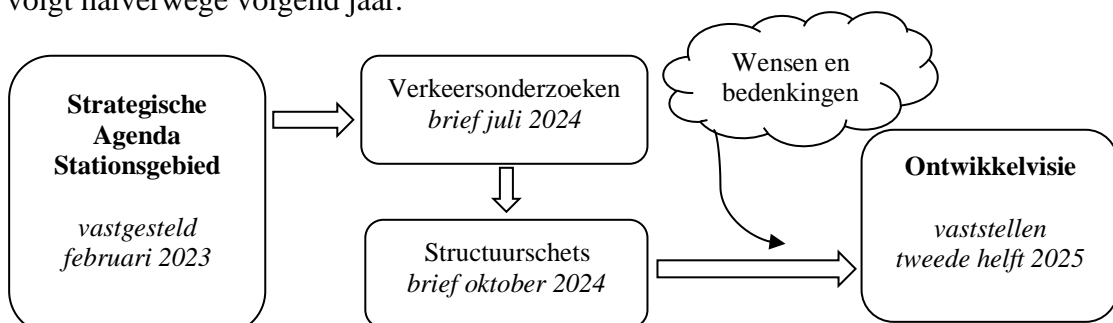 volgt halverwege volgend jaar.
Strategische
Agenda
Stationsgebied
vastgesteld
februari 2023
Verkeersonderzoeken
brief juli 2024
Structuurschets
brief oktober 2024
Wensen en
bedenkingen
Ontwikkelvisie
vaststellen
tweede helft 2025